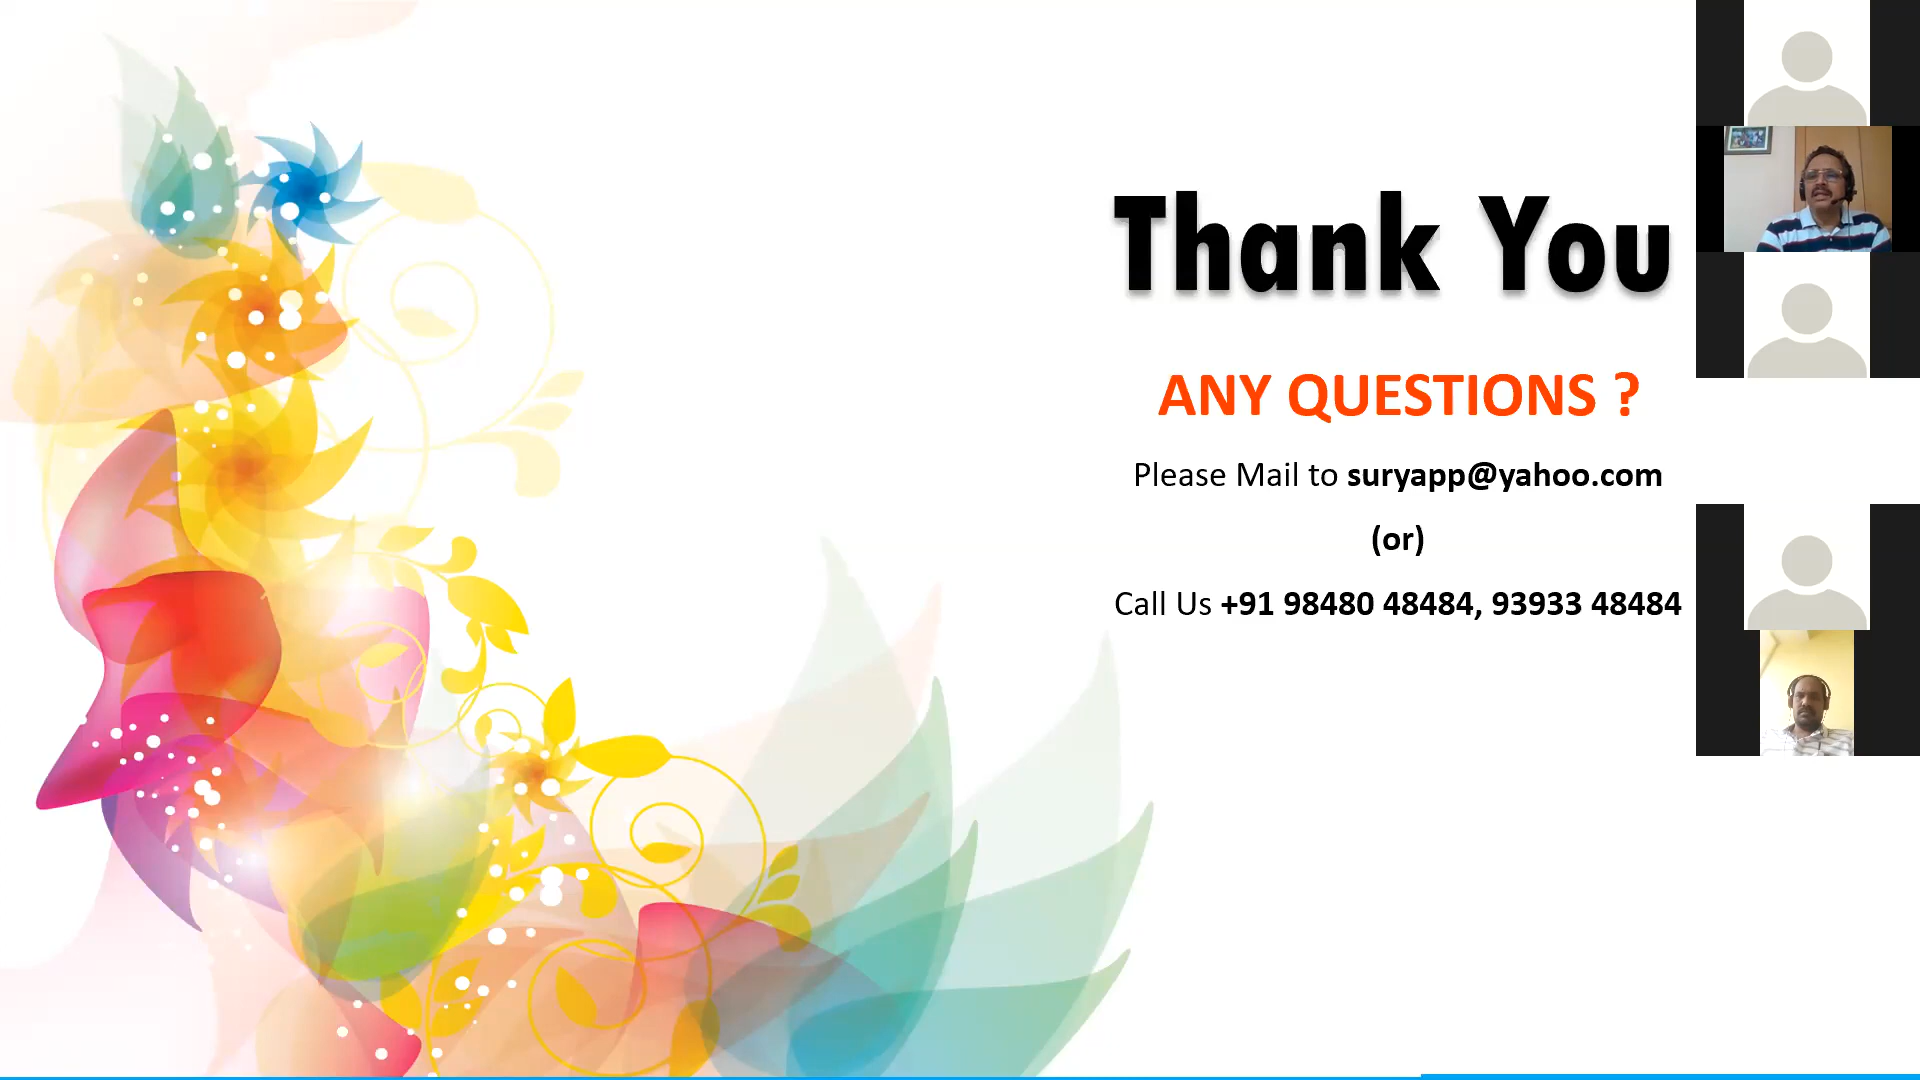 Thank You
ANY QUESTIONS ?
Please Mail to suryapp@yahoo.com
(or)
Call Us +91 98480 48484, 93933 48484